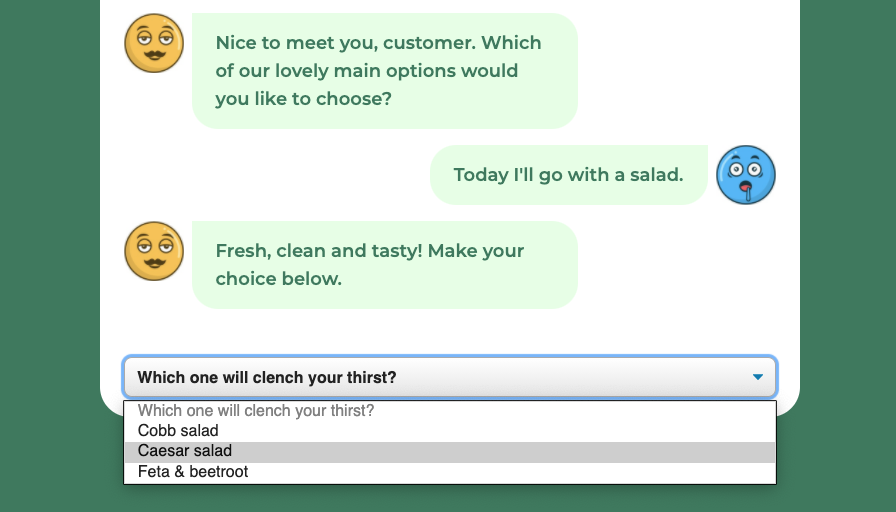 Nice to meet you, customer. Which
of our lovely main options would
you like to choose?
Today I'll go with a salad.
Fresh, clean and tasty! Make your
choice below.
Which one will clench your thirst?
Which one will clench your thirst?
Cobb salad
Caesar salad
Feta & beetroot